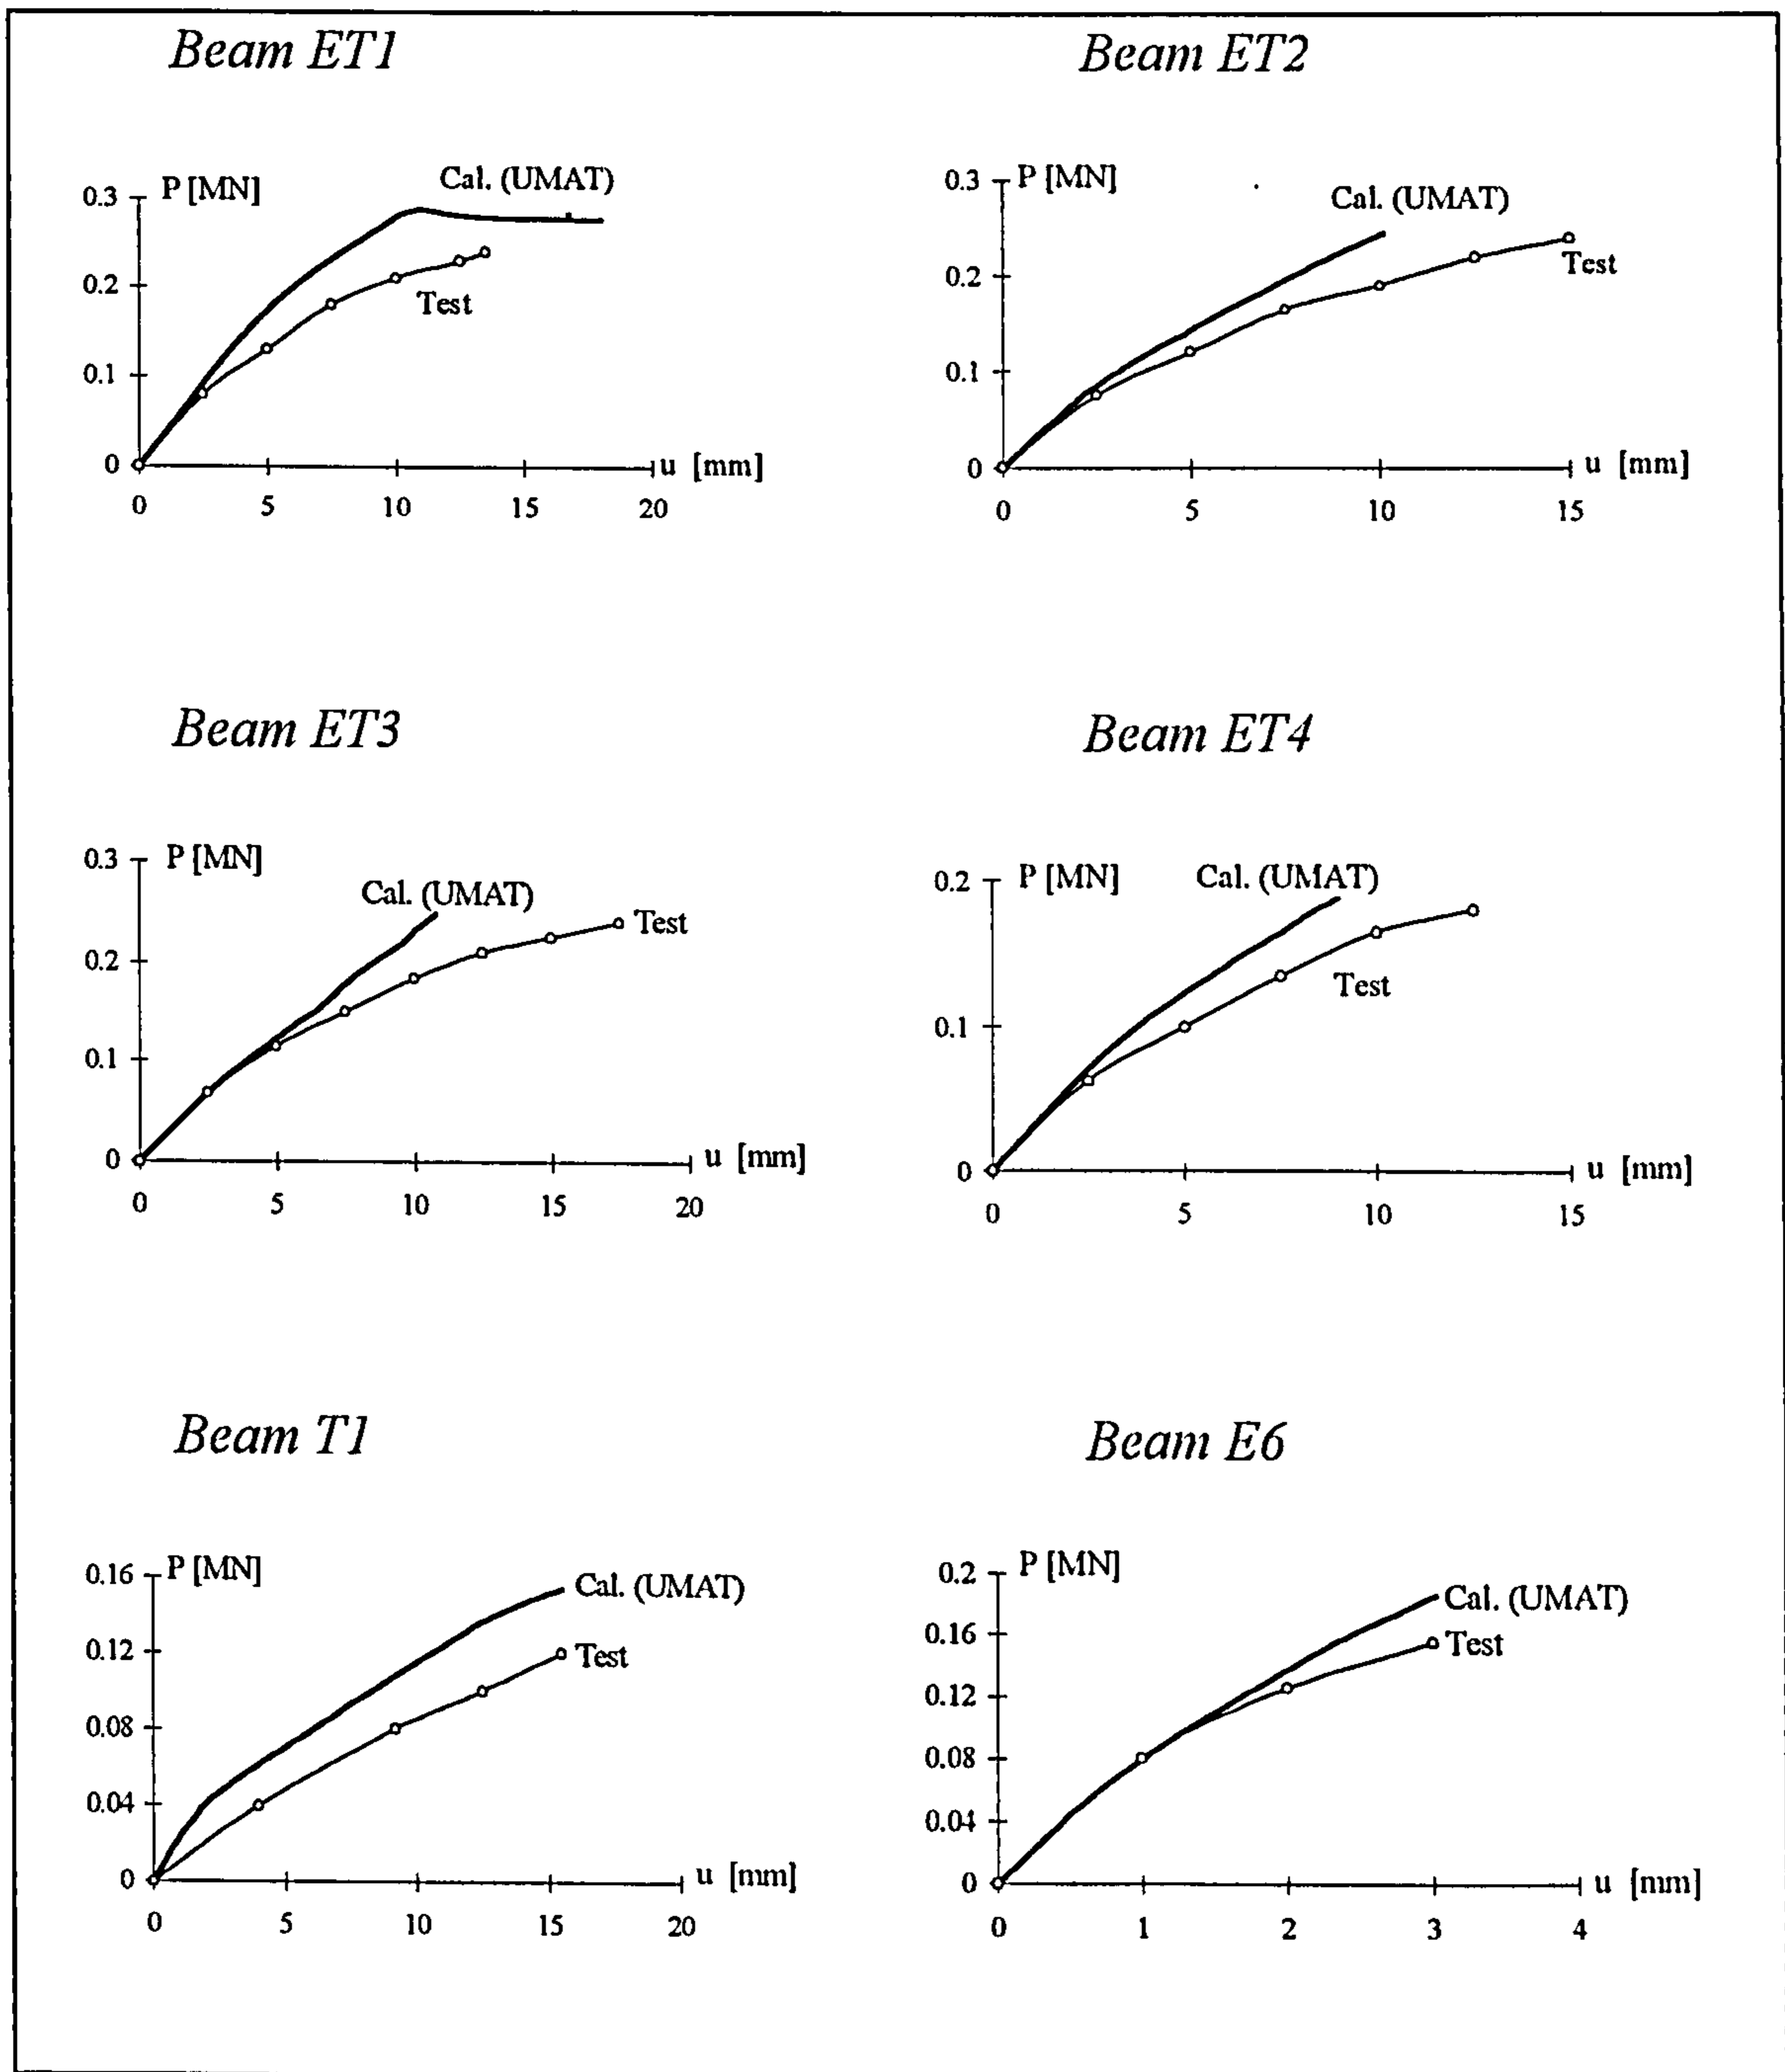 Beam ET1
P [MN]
Cal. (UMAT)
Test
0.3
0.2
0.1
0
u [mm]
0 5 10 15 20
Beam ET2
P [MN]
Cal. (UMAT)
Test
0.3
0.2
0.1
0
u [mm]
0 5 10 15
Beam ET3
P [MN]
Cal. (UMAT)
Test
0.3
0.2
0.1
0
u [mm]
0 5 10 15 20
Beam ET4
P [MN]
Cal. (UMAT)
Test
0.2
0.1
0
u [mm]
0 5 10 15
Beam T1
P [MN]
Cal. (UMAT)
Test
0.16
0.12
0.08
0.04
0
u [mm]
0 5 10 15 20
Beam E6
P [MN]
Cal. (UMAT)
Test
0.2
0.16
0.12
0.08
0.04
0
u [mm]
0 1 2 3 4